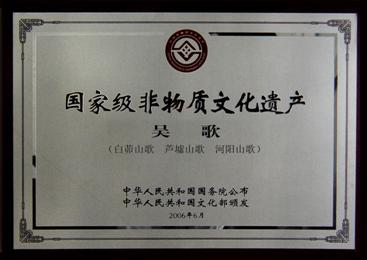 国家级非物质文化遗产
吴 歌
（白茆山歌 芦墟山歌 河阳山歌）
中华人民共和国国务院公布
中华人民共和国文化部颁发
2006年6月